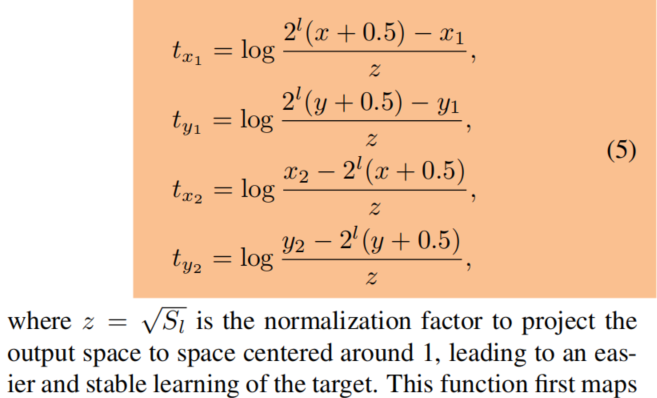 t_{x_1} = log \frac{2^l(x + 0.5) − x_1}{z},
t_{y_1} = log \frac{2^l(y + 0.5) − y_1}{z},
(5)
t_{x_2} = log \frac{x_2 − 2^l(x + 0.5)}{z},
t_{y_2} = log \frac{y_2 − 2^l(y + 0.5)}{z},
where z = \sqrt{S_l} is the normalization factor to project the
output space to space centered around 1, leading to an eas-
ier and stable learning of the target. This function first maps